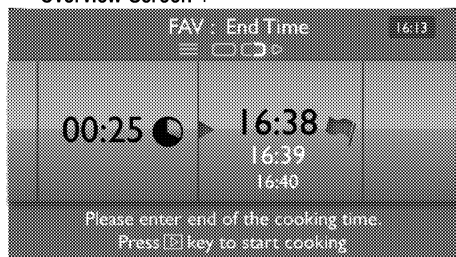 Overview Screen
FAV : End Time 16:13
00:25 16:38
16:39
16:40
Please enter end of the cooking time.
Press key to start cooking